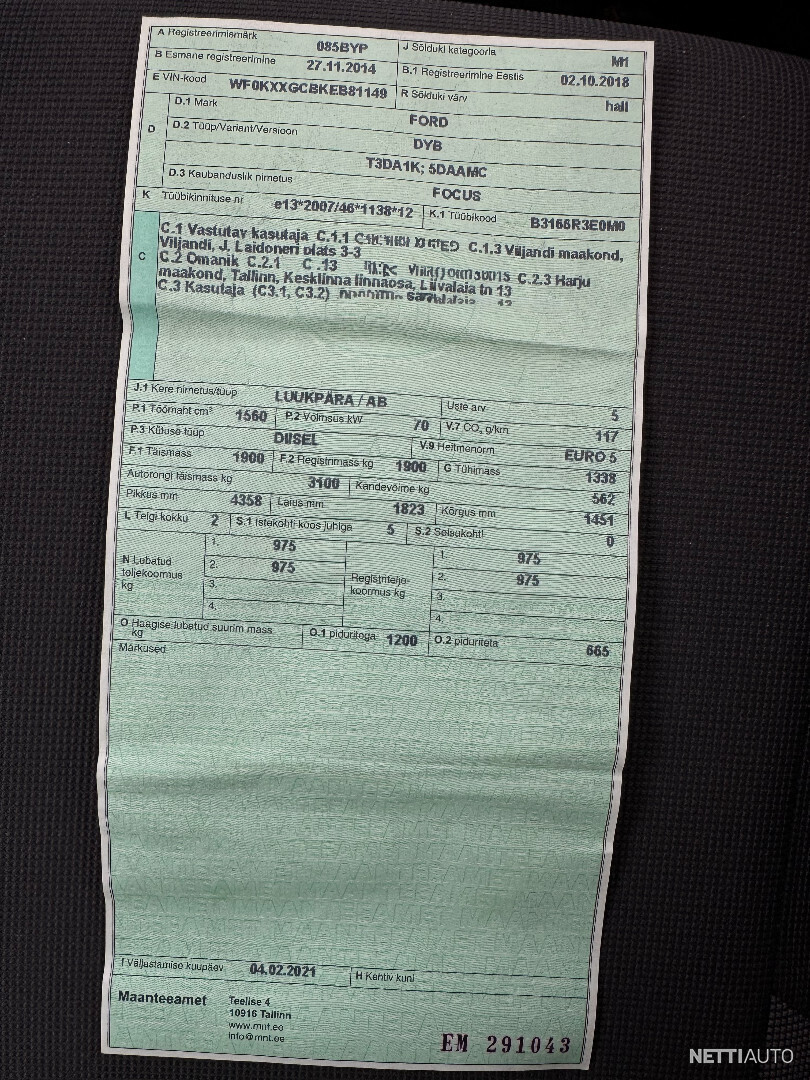 A Registreerimismärk 085BYP J Sõiduki kategooria M1
B Esmane registreerimine 27.11.2014 B.1 Registreerimine Eestis 02.10.2018
E VIN-kood WF0KXXGCBKEB81149 R Sõiduki värv hall
D D.1 Mark FORD
D.2 Tüüp/Variant/Versioon DYB
T3DA1K; 5DAAMC
D.3 Kaubanduslik nimetus FOCUS
K Tüübikinnituse nr e13*2007/46*1138*12 K.1 Tüübikood B3166R3E0M0
C C.1 Vastutav kasutaja C.1.1 C.1.3 Viljandi maakond,
Viljandi, J. Laidoneri plats 3-3
C.2 Omanik C.2.1 C.2.3 Harju
maakond, Tallinn, Kesklinna linnaosa, Liivalaia tn 13
C.3 Kasutaja (C3.1, C3.2)
J.1 Kere nimetus/tüüp LUUKPÄRA / AB Uste arv 5
P.1 Töömaht cm³ 1560 P.2 Võimsus kW 70 V.7 CO₂ g/km 117
P.3 Kütuse tüüp DIISEL V.9 Heitmenorm EURO 5
F.1 Täismass 1900 F.2 Registrimass kg 1900 G Tühimass 1338
Autorongi täismass kg 3100 Kandevõime kg 562
Pikkus mm 4358 Laius mm 1823 Kõrgus mm 1451
L Telgi kokku 2 S.1 Istekohti koos juhiga 5 S.2 Seisukohti 0
N Lubatud teljekoormus kg 1. 975 Registriteljekoormus kg 1. 975
2. 975 2. 975
3. 3.
4. 4.
O Haagise lubatud suurim mass kg O.1 piduritega 1200 O.2 piduriteta 665
Märkused
I Väljastamise kuupäev 04.02.2021 H Kehtiv kuni
Maanteeamet Teelise 4
10916 Tallinn
www.mnt.ee
info@mnt.ee
EM 291043
NETTIAUTO